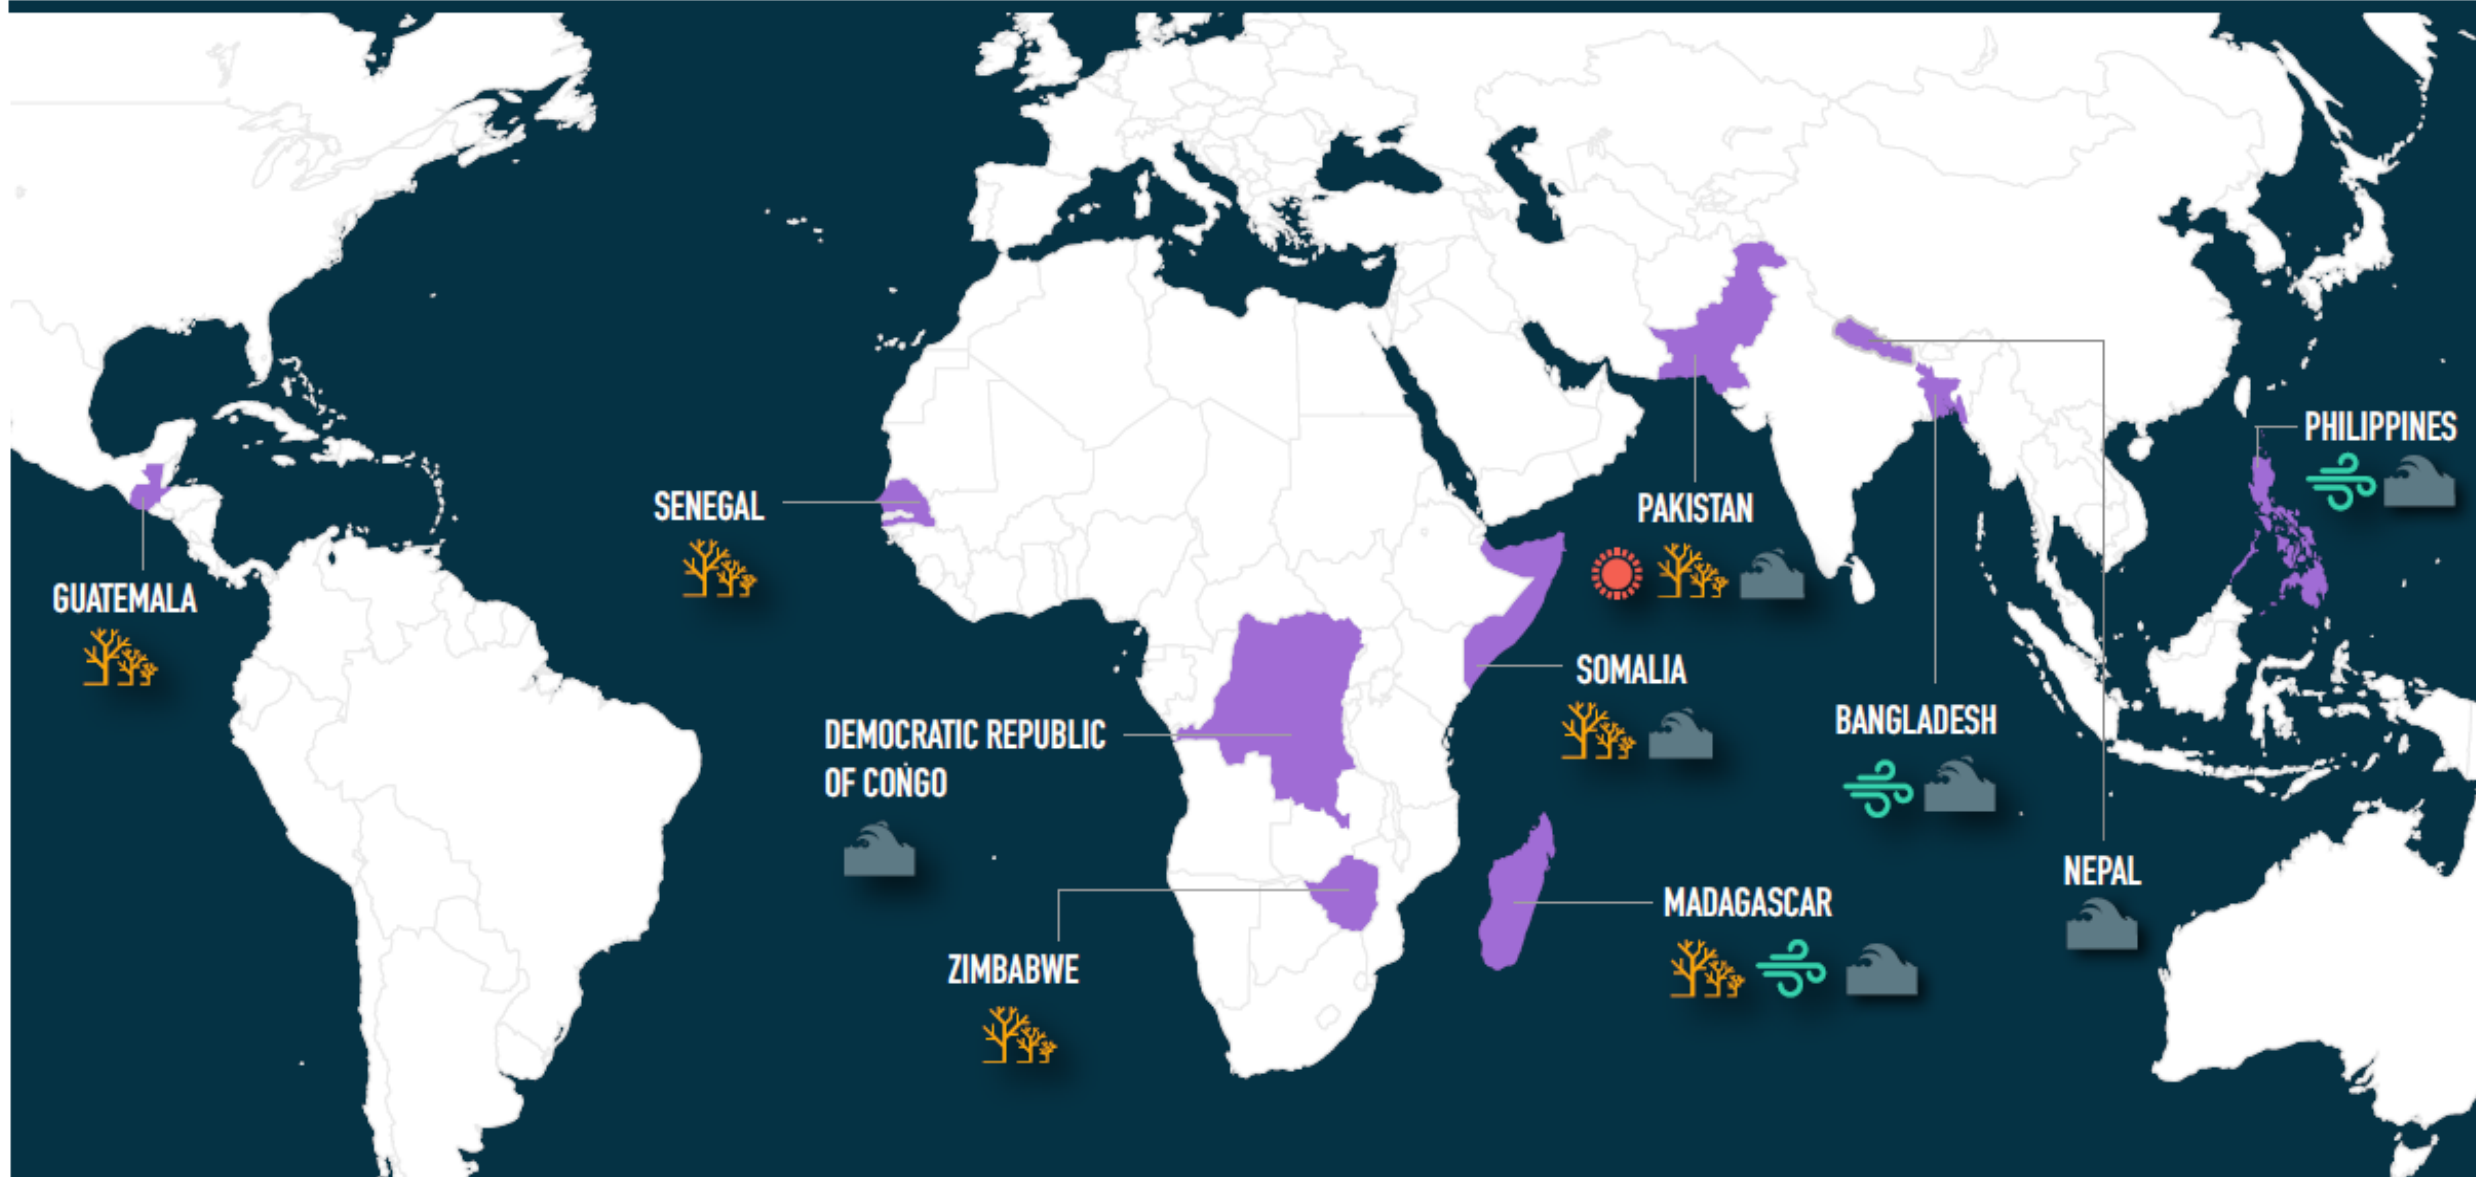 PHILIPPINES
SENEGAL
PAKISTAN
GUATEMALA
SOMALIA
DEMOCRATIC REPUBLIC
OF CONGO
BANGLADESH
NEPAL
MADAGASCAR
ZIMBABWE